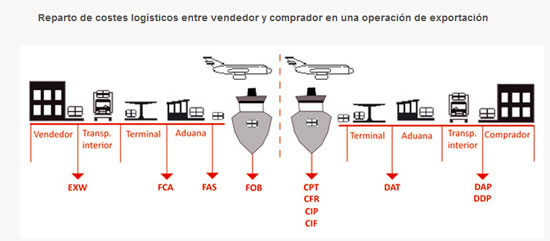 Reparto de costes logísticos entre vendedor y comprador en una operación de exportación
Vendedor
Transp. interior
Terminal
Aduana
Terminal
Aduana
Transp. interior
Comprador
EXW
FCA
FAS
FOB
CPT
CFR
CIP
CIF
DAT
DAP
DDP